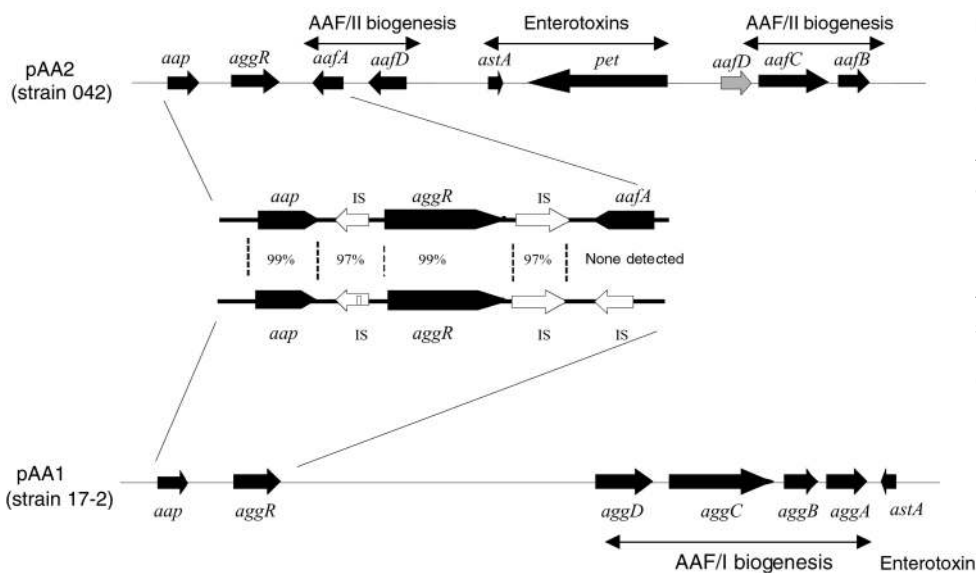 AAF/II biogenesis Enterotoxins AAF/II biogenesis
pAA2
(strain 042)
aap aggR aafA aafD astA pet aafD aafC aafB
aap IS aggR IS aafA
99% 97% 99% 97% None detected
aap IS aggR IS IS
pAA1
(strain 17-2)
aap aggR aggD aggC aggB aggA astA
AAF/I biogenesis Enterotoxin